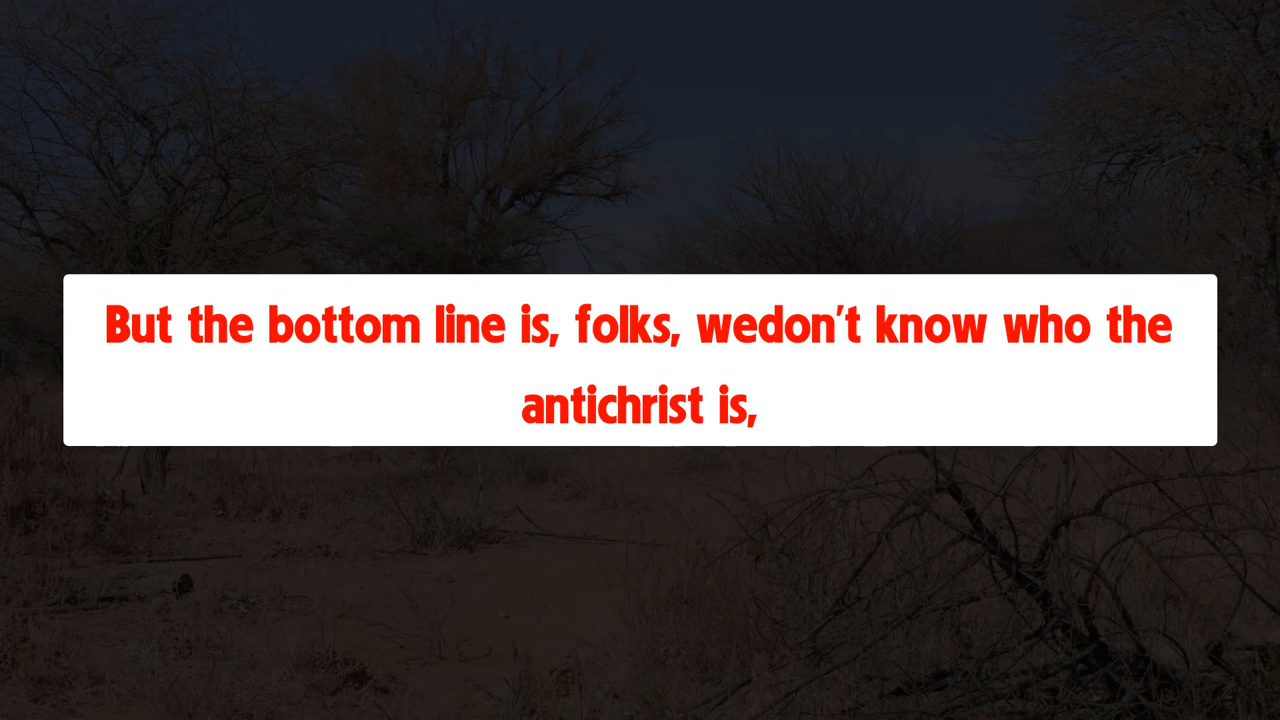 But the bottom line is, folks, wedon't know who the
antichrist is,